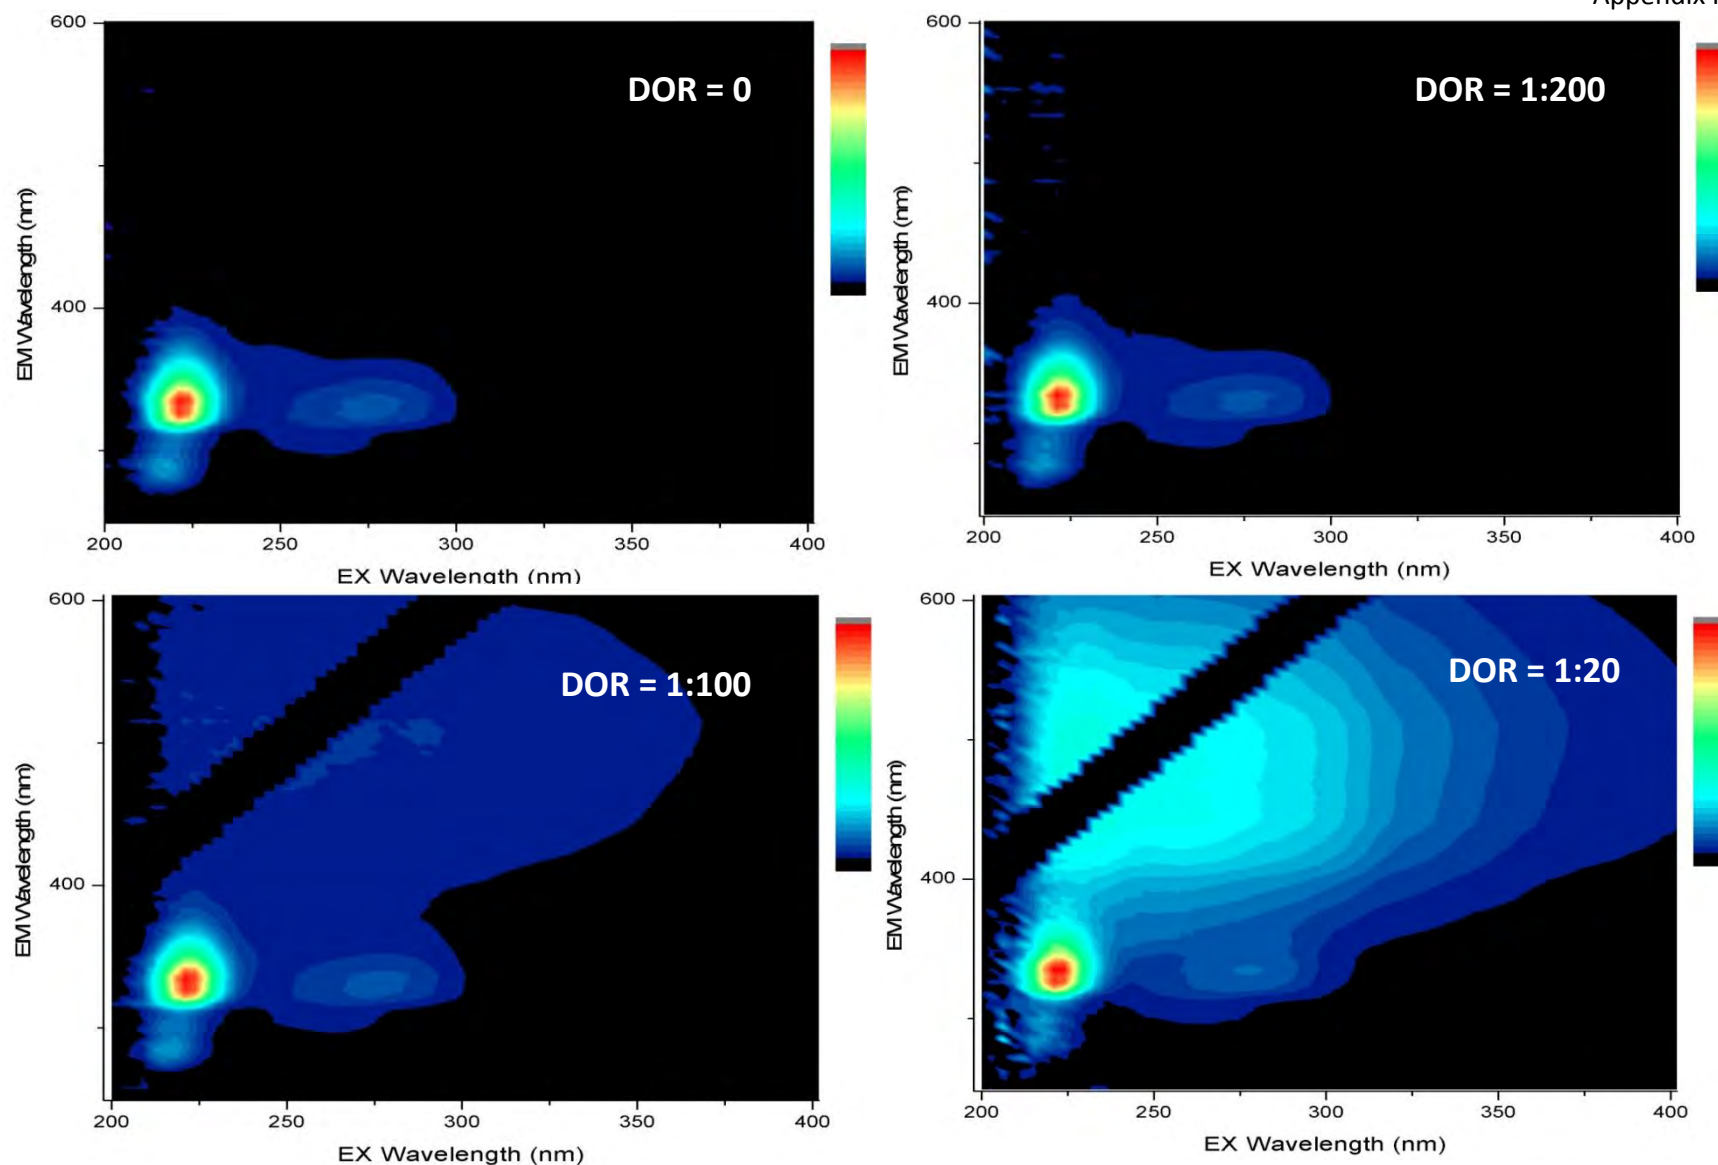 Appendix
600
DOR = 0
400
EM Wavelength (nm)
200 250 300 350 400
EX Wavelength (nm)
600
DOR = 1:200
400
EM Wavelength (nm)
200 250 300 350 400
EX Wavelength (nm)
600
DOR = 1:100
400
EM Wavelength (nm)
200 250 300 350 400
EX Wavelength (nm)
600
DOR = 1:20
400
EM Wavelength (nm)
200 250 300 350 400
EX Wavelength (nm)